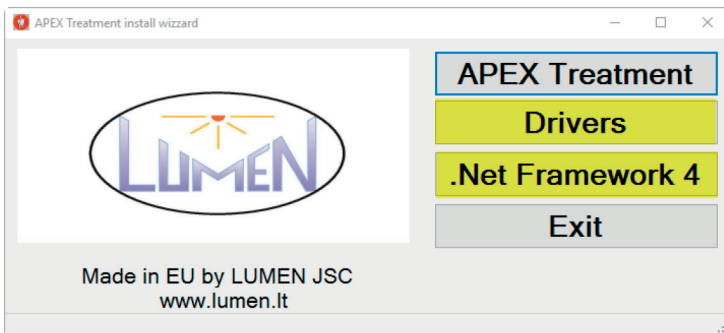 APEX Treatment install wizzard
LUMEN
Made in EU by LUMEN JSC
www.lumen.lt
APEX Treatment
Drivers
.Net Framework 4
Exit